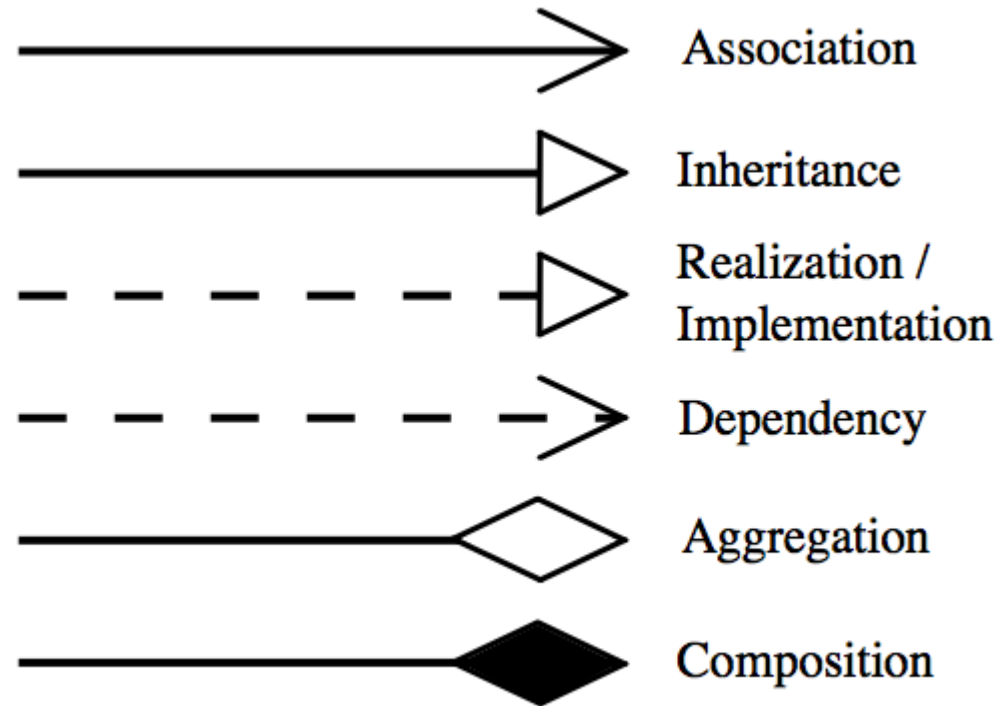 Association
Inheritance
Realization /
Implementation
Dependency
Aggregation
Composition